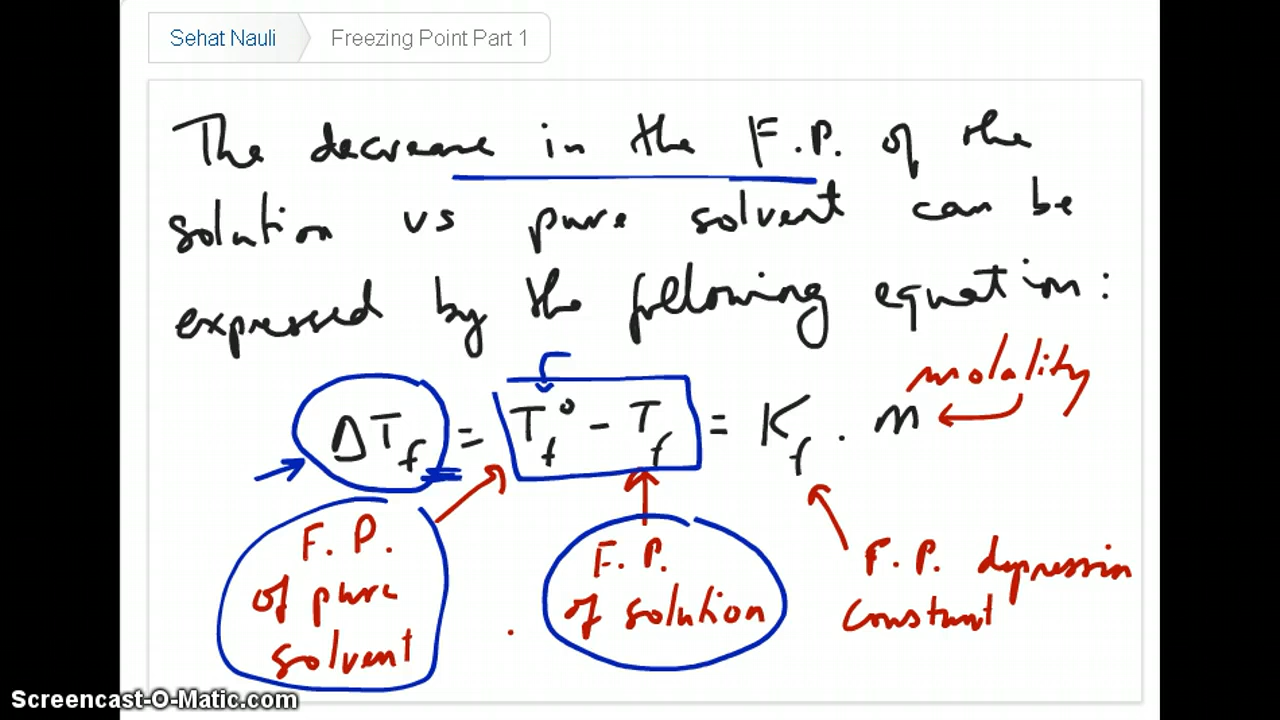 Sehat Nauli
Freezing Point Part 1
The decrease in the F.P. of the
solution vs pure solvent can be
expressed by the following equation:
molality
ΔTf = Tf° - Tf = Kf . m
F. P.
of pure
solvent
F. P.
of solution
F. P. depression
constant
Screencast-O-Matic.com